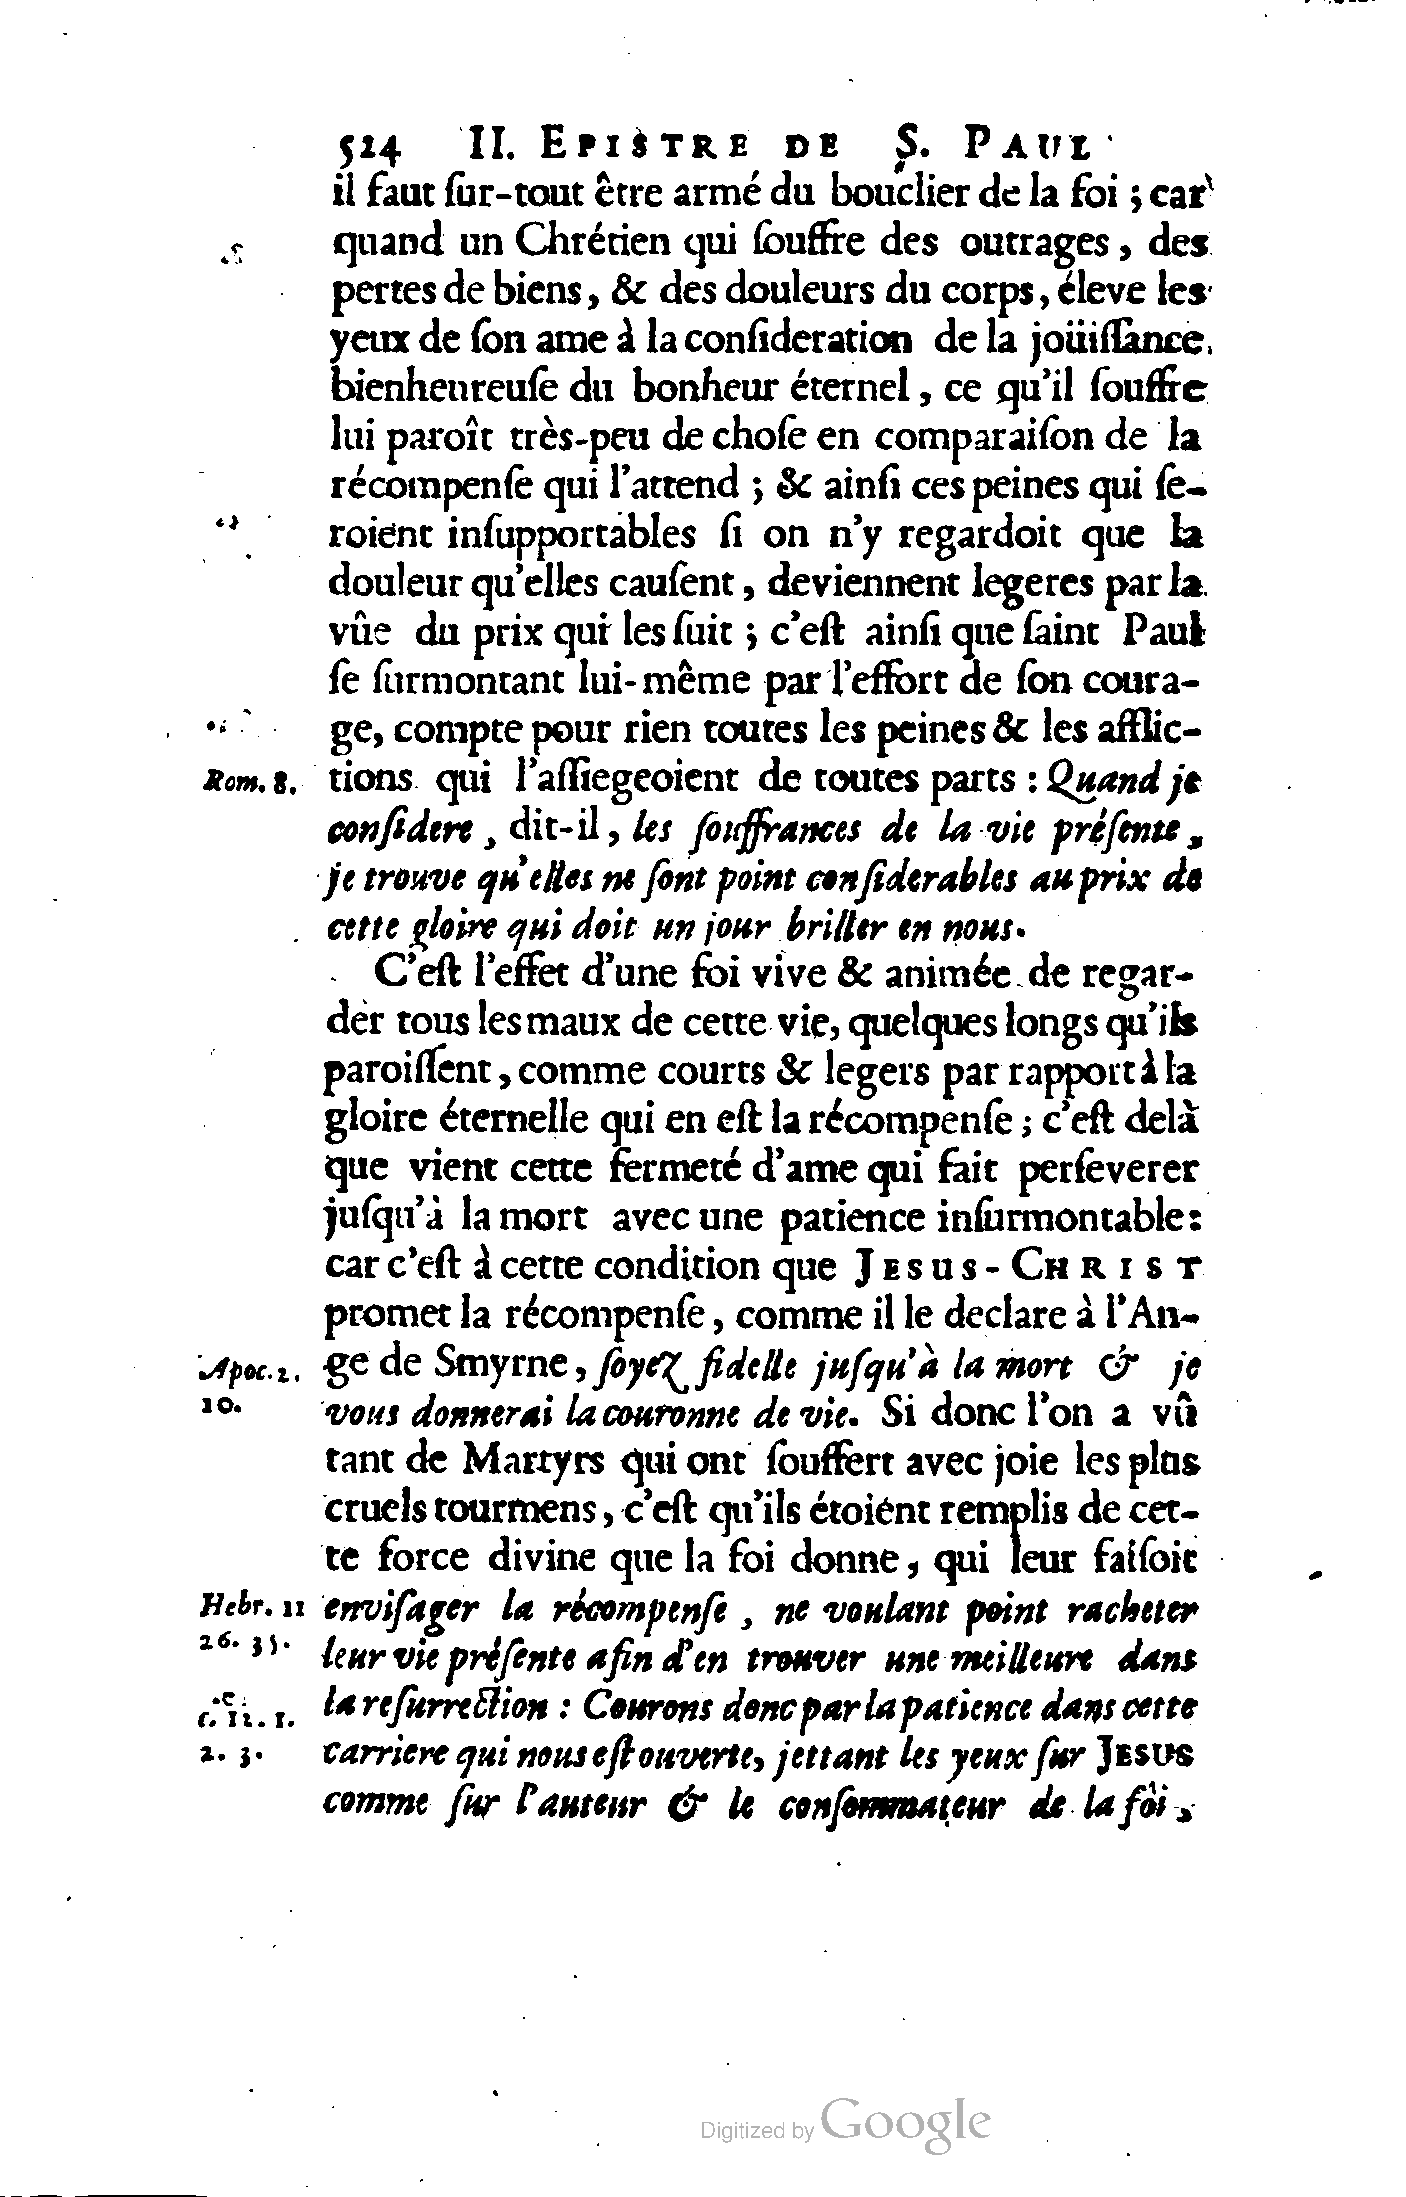 524 II. EPISTRE DE S. PAUL
il faut ſur-tout être armé du bouclier de la foi ; car
quand un Chrétien qui ſouffre des outrages, des
pertes de biens, & des douleurs du corps, éleve les
yeux de ſon ame à la conſideration de la joüiſſance
bienheureuſe du bonheur éternel, ce qu'il ſouffre
lui paroît très-peu de choſe en comparaiſon de la
récompenſe qui l'attend ; & ainſi ces peines qui ſe-
roient inſupportables ſi on n'y regardoit que la
douleur qu'elles cauſent, deviennent legeres par la
vûe du prix qui les ſuit ; c'eſt ainſi que ſaint Paul
ſe ſurmontant lui-même par l'effort de ſon coura-
ge, compte pour rien toutes les peines & les afflic-
Rom. 8. tions qui l'aſſiegeoient de toutes parts : Quand je
conſidere, dit-il, les ſouffrances de la vie préſente,
je trouve qu'elles ne ſont point conſiderables au prix de
cette gloire qui doit un jour briller en nous.
C'eſt l'effet d'une foi vive & animée de regar-
der tous les maux de cette vie, quelques longs qu'ils
paroiſſent, comme courts & legers par rapport à la
gloire éternelle qui en eſt la récompenſe ; c'eſt delà
que vient cette fermeté d'ame qui fait perſeverer
juſqu'à la mort avec une patience inſurmontable :
car c'eſt à cette condition que JESUS-CHRIST
promet la récompenſe, comme il le declare à l'An-
Apoc. 2. ge de Smyrne, ſoyez fidelle juſqu'à la mort & je
10. vous donnerai la couronne de vie. Si donc l'on a vû
tant de Martyrs qui ont ſouffert avec joie les plus
cruels tourmens, c'eſt qu'ils étoient remplis de cet-
te force divine que la foi donne, qui leur faiſoit
Hebr. 11 enviſager la récompenſe, ne voulant point racheter
26. 35. leur vie préſente afin d'en trouver une meilleure dans
c. 12. 1. la reſurrection : Courons donc par la patience dans cette
2. 3. carriere qui nous eſt ouverte, jettant les yeux ſur JESUS
comme ſur l'auteur & le conſommateur de la foi,
Digitized by Google